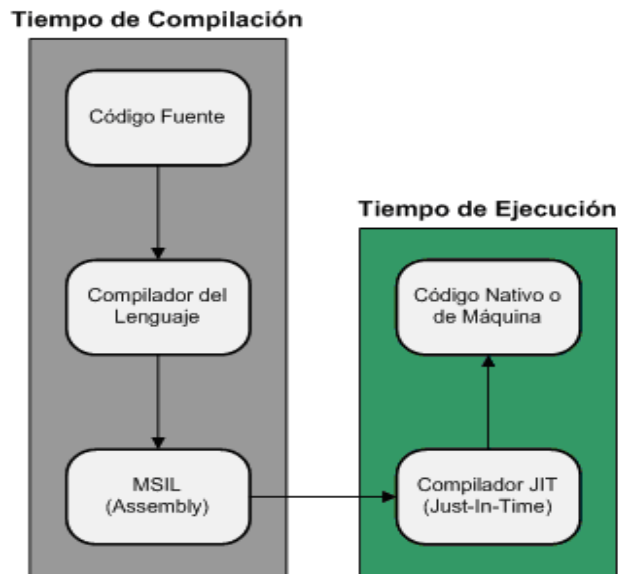 Tiempo de Compilación
Código Fuente
Compilador del
Lenguaje
MSIL
(Assembly)
Tiempo de Ejecución
Código Nativo o
de Máquina
Compilador JIT
(Just-In-Time)